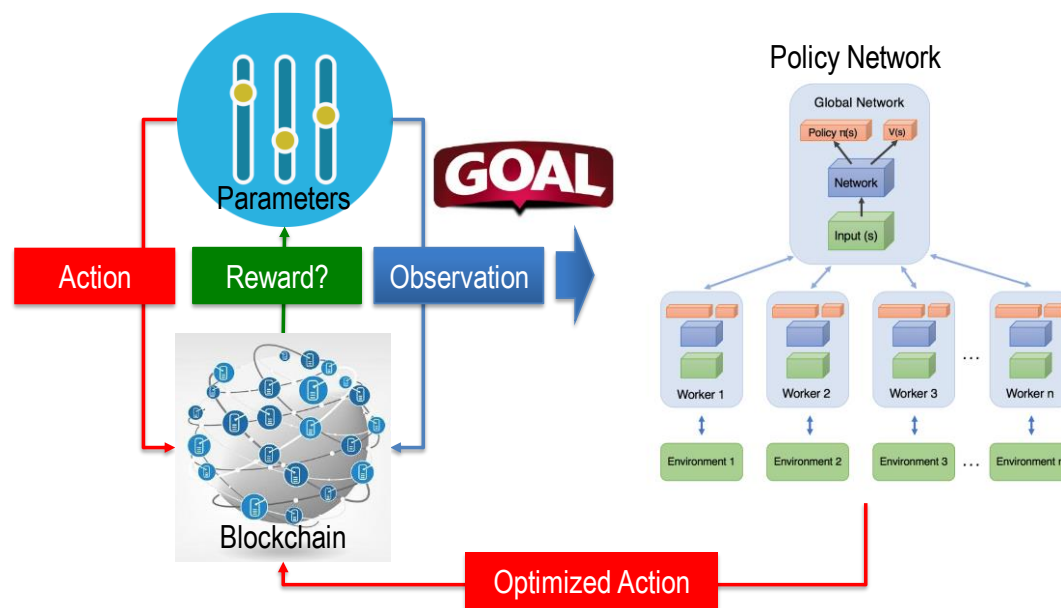 Policy Network
Global Network
Policy π(s)
V(s)
Network
Input (s)
Parameters
GOAL
Action
Reward?
Observation
Worker 1
Worker 2
Worker 3
...
Worker n
Environment 1
Environment 2
Environment 3
...
Environment n
Blockchain
Optimized Action